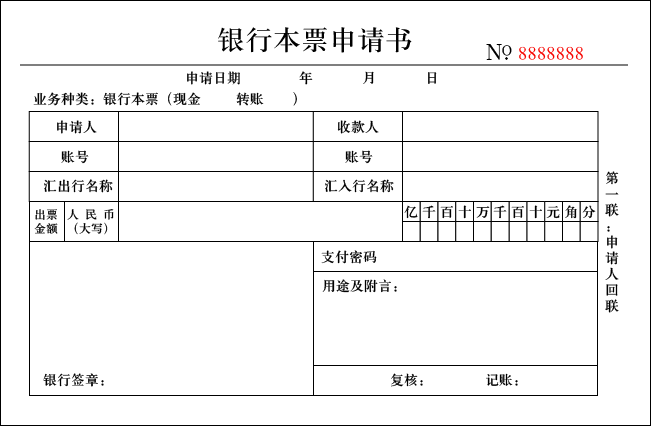 银行本票申请书
No. 8888888
申请日期 年 月 日
业务种类：银行本票（现金 转账 ）
申请人 收款人
账号 账号
汇出行名称 汇入行名称
出票金额 人民币（大写） 亿 千 百 十 万 千 百 十 元 角 分
支付密码
用途及附言：
银行签章： 复核： 记账：
第一联：申请人回联